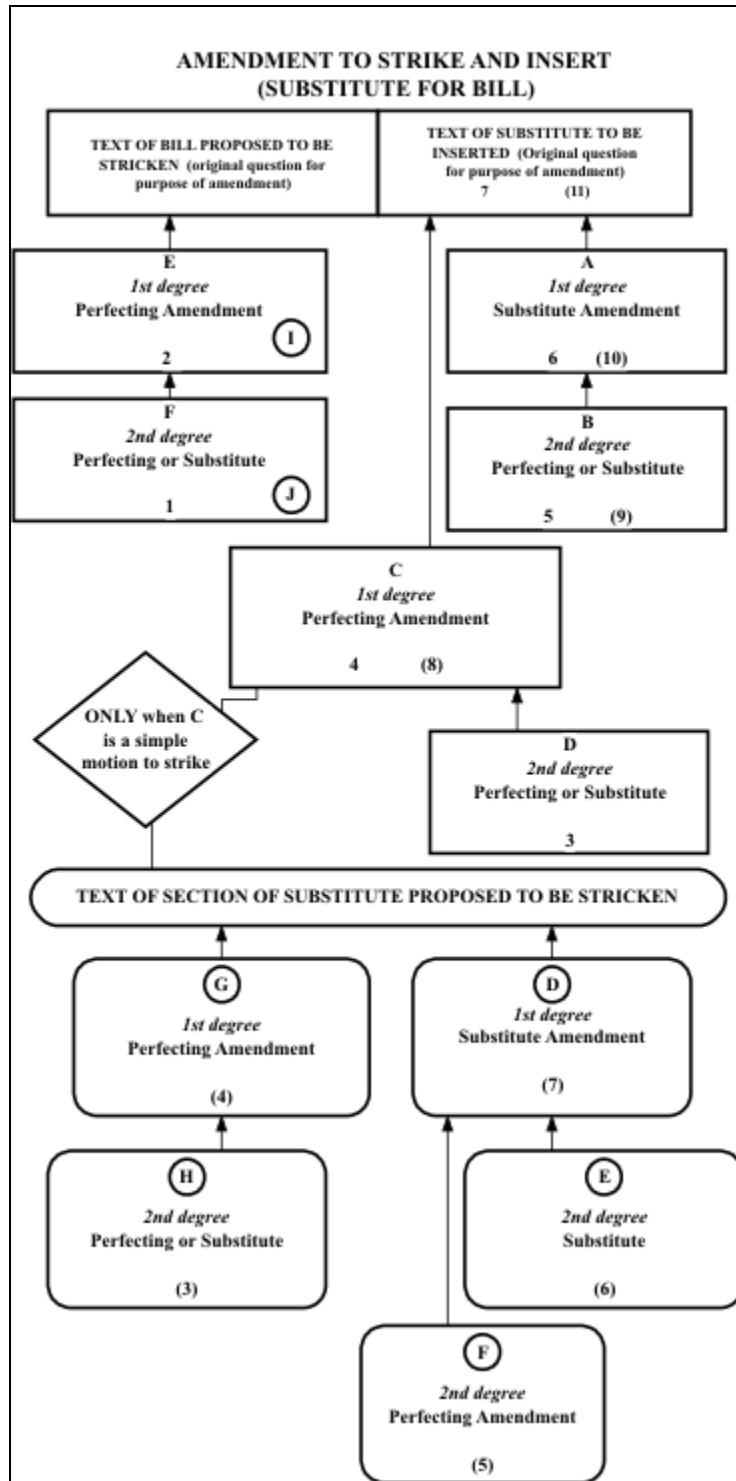 AMENDMENT TO STRIKE AND INSERT
(SUBSTITUTE FOR BILL)
TEXT OF BILL PROPOSED TO BE
STRICKEN (original question for
purpose of amendment)
TEXT OF SUBSTITUTE TO BE
INSERTED (Original question
for purpose of amendment)
7 (11)
E
1st degree
Perfecting Amendment
I
2
F
2nd degree
Perfecting or Substitute
J
1
A
1st degree
Substitute Amendment
6 (10)
B
2nd degree
Perfecting or Substitute
5 (9)
C
1st degree
Perfecting Amendment
4 (8)
ONLY when C
is a simple
motion to strike
D
2nd degree
Perfecting or Substitute
3
TEXT OF SECTION OF SUBSTITUTE PROPOSED TO BE STRICKEN
G
1st degree
Perfecting Amendment
(4)
D
1st degree
Substitute Amendment
(7)
H
2nd degree
Perfecting or Substitute
(3)
E
2nd degree
Substitute
(6)
F
2nd degree
Perfecting Amendment
(5)